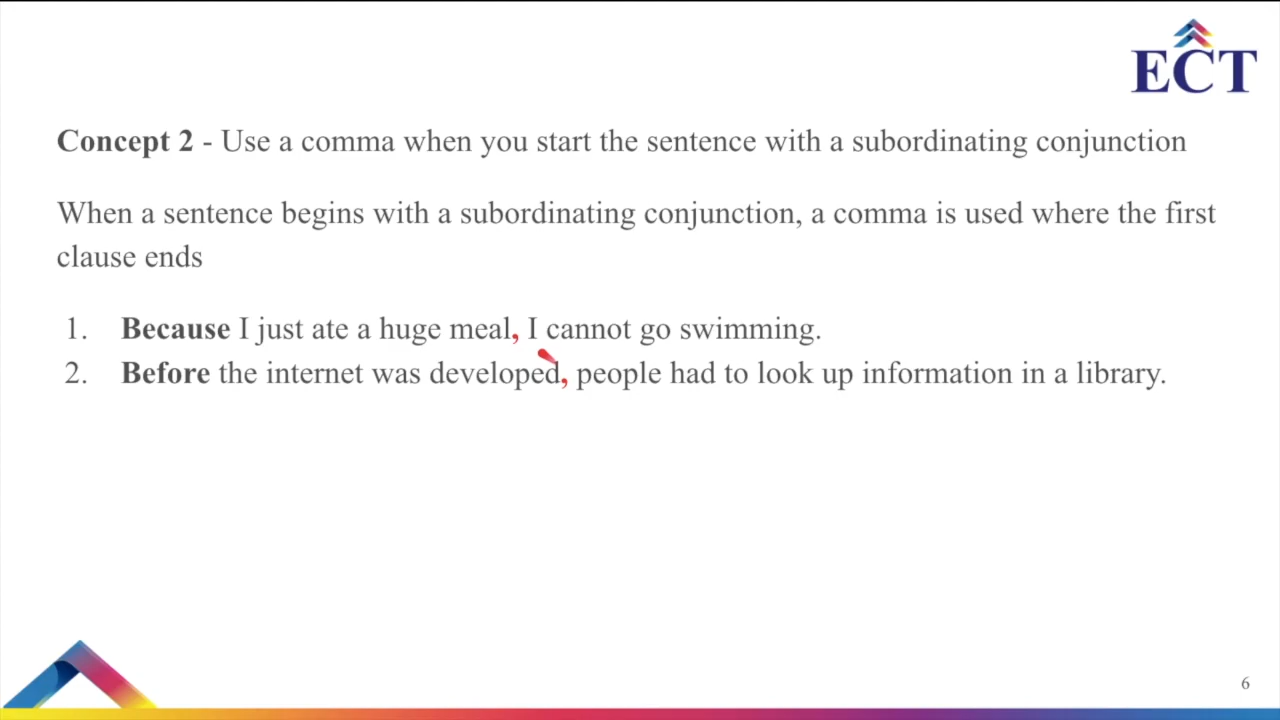 ECT
Concept 2 - Use a comma when you start the sentence with a subordinating conjunction
When a sentence begins with a subordinating conjunction, a comma is used where the first
clause ends
1. Because I just ate a huge meal, I cannot go swimming.
2. Before the internet was developed, people had to look up information in a library.
6